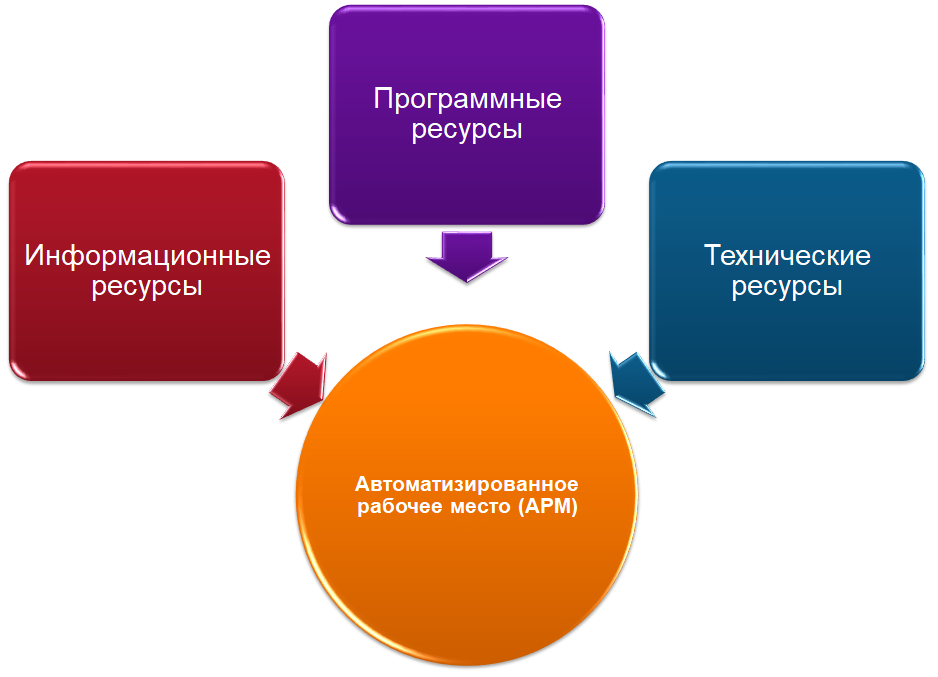 Программные
ресурсы
Информационные
ресурсы
Технические
ресурсы
Автоматизированное
рабочее место (АРМ)